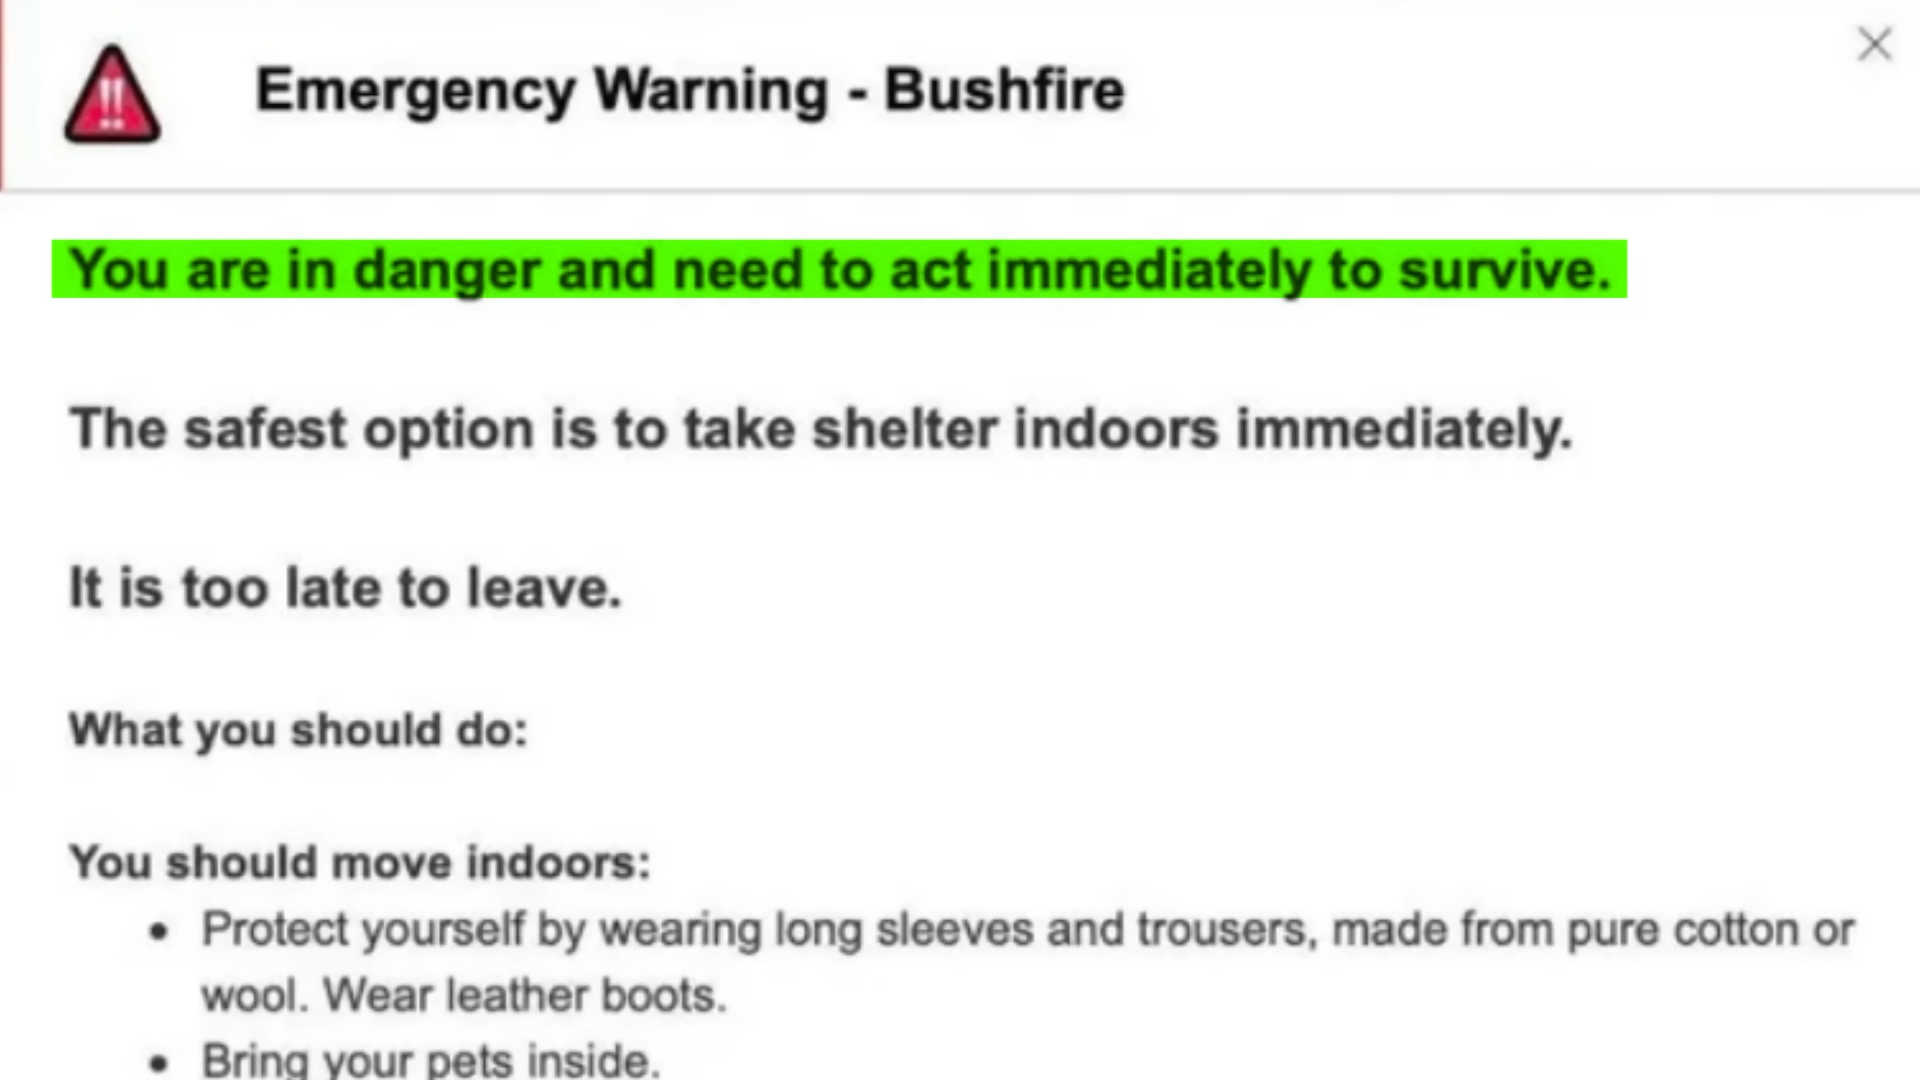 Emergency Warning - Bushfire
You are in danger and need to act immediately to survive.
The safest option is to take shelter indoors immediately.
It is too late to leave.
What you should do:
You should move indoors:
• Protect yourself by wearing long sleeves and trousers, made from pure cotton or
wool. Wear leather boots.
• Bring your pets inside.